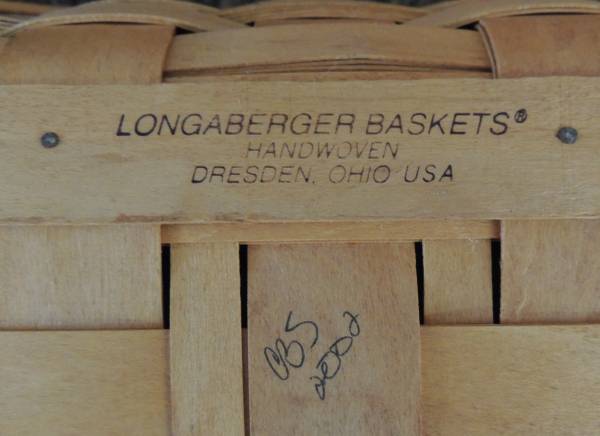 LONGABERGER BASKETS®
HANDWOVEN
DRESDEN, OHIO USA
CBS
2002